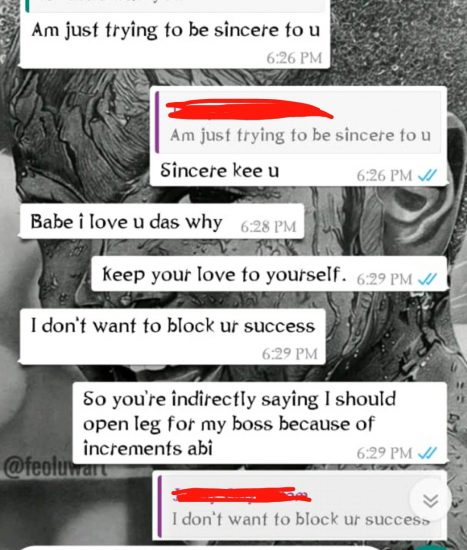 Am just trying to be sincere to u
6:26 PM
Am just trying to be sincere to u
Sincere kee u
6:26 PM
Babe i love u das why
6:28 PM
Keep your love to yourself.
6:29 PM
I don't want to block ur success
6:29 PM
So you're indirectly saying I should
open leg for my boss because of
increments abi
6:29 PM
I don't want to block ur success